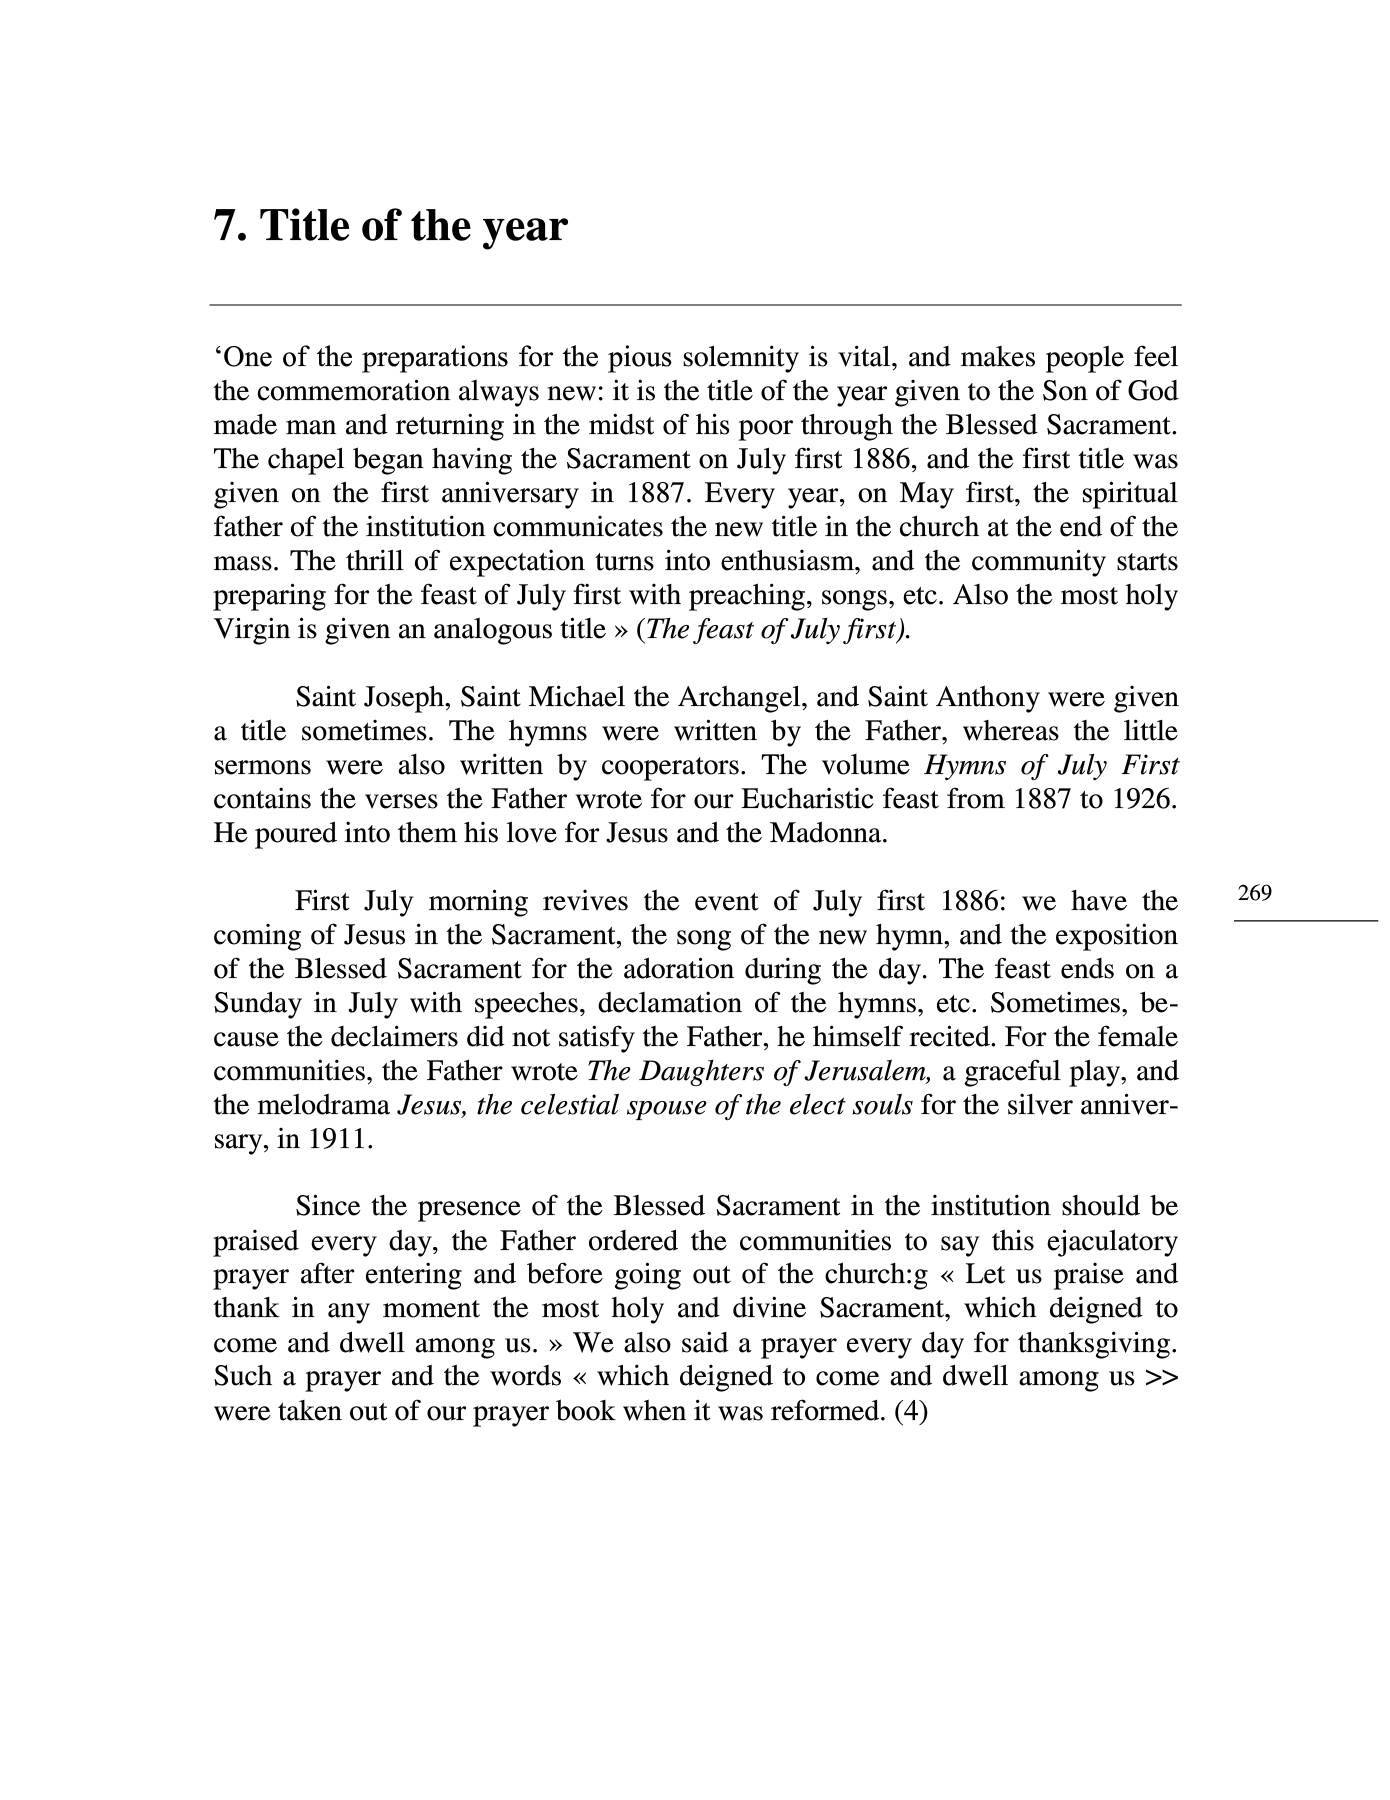 7. Title of the year
‘One of the preparations for the pious solemnity is vital, and makes people feel
the commemoration always new: it is the title of the year given to the Son of God
made man and returning in the midst of his poor through the Blessed Sacrament.
The chapel began having the Sacrament on July first 1886, and the first title was
given on the first anniversary in 1887. Every year, on May first, the spiritual
father of the institution communicates the new title in the church at the end of the
mass. The thrill of expectation turns into enthusiasm, and the community starts
preparing for the feast of July first with preaching, songs, etc. Also the most holy
Virgin is given an analogous title » (The feast of July first).
Saint Joseph, Saint Michael the Archangel, and Saint Anthony were given
a title sometimes. The hymns were written by the Father, whereas the little
sermons were also written by cooperators. The volume Hymns of July First
contains the verses the Father wrote for our Eucharistic feast from 1887 to 1926.
He poured into them his love for Jesus and the Madonna.
First July morning revives the event of July first 1886: we have the
coming of Jesus in the Sacrament, the song of the new hymn, and the exposition
of the Blessed Sacrament for the adoration during the day. The feast ends on a
Sunday in July with speeches, declamation of the hymns, etc. Sometimes, be-
cause the declaimers did not satisfy the Father, he himself recited. For the female
communities, the Father wrote The Daughters of Jerusalem, a graceful play, and
the melodrama Jesus, the celestial spouse of the elect souls for the silver anniver-
sary, in 1911.
Since the presence of the Blessed Sacrament in the institution should be
praised every day, the Father ordered the communities to say this ejaculatory
prayer after entering and before going out of the church:g « Let us praise and
thank in any moment the most holy and divine Sacrament, which deigned to
come and dwell among us. » We also said a prayer every day for thanksgiving.
Such a prayer and the words « which deigned to come and dwell among us >>
were taken out of our prayer book when it was reformed. (4)
269